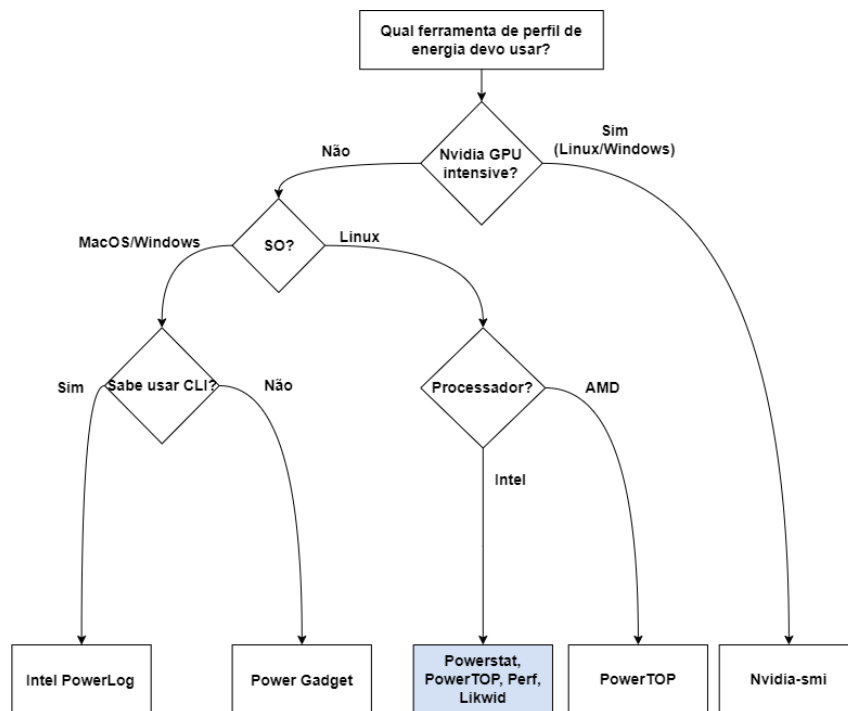 Qual ferramenta de perfil de
energia devo usar?
Nvidia GPU
intensive?
Não
Sim
(Linux/Windows)
SO?
MacOS/Windows
Linux
Sabe usar CLI?
Processador?
Sim
Não
AMD
Intel
Intel PowerLog
Power Gadget
Powerstat,
PowerTOP, Perf,
Likwid
PowerTOP
Nvidia-smi